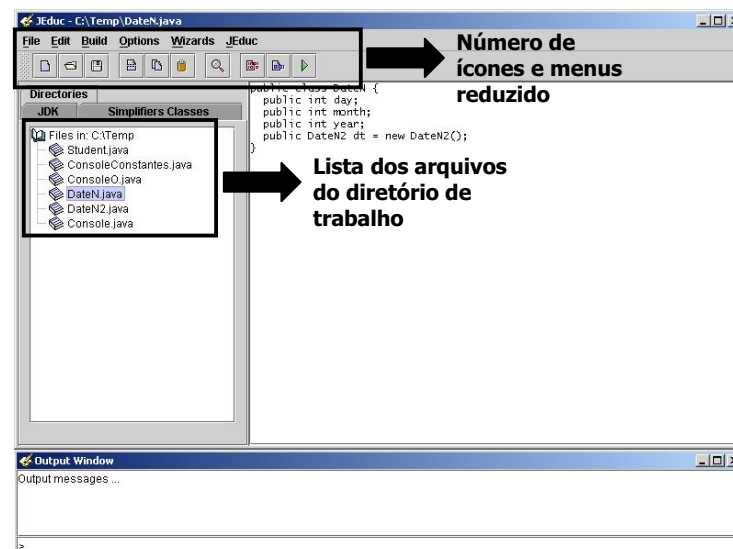 JEduc - C:\Temp\DateN.java
File Edit Build Options Wizards JEduc
Número de
ícones e menus
reduzido
Directories
JDK Simplifiers Classes
Files in: C:\Temp
Student.java
ConsoleConstantes.java
ConsoleO.java
DateN.java
DateN2.java
Console.java
public class DateN {
public int day;
public int month;
public int year;
public DateN2 dt = new DateN2();
}
Lista dos arquivos
do diretório de
trabalho
Output Window
Output messages ...
>